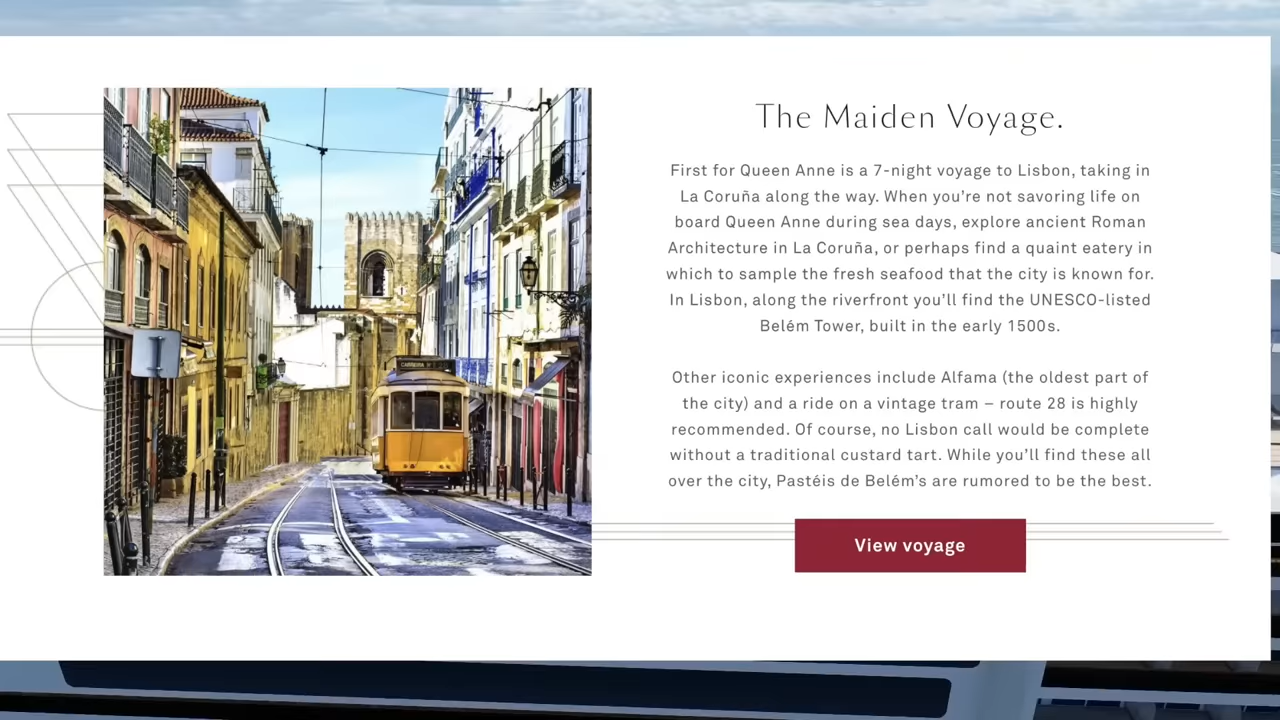 The Maiden Voyage.
First for Queen Anne is a 7-night voyage to Lisbon, taking in
La Coruña along the way. When you're not savoring life on
board Queen Anne during sea days, explore ancient Roman
Architecture in La Coruña, or perhaps find a quaint eatery in
which to sample the fresh seafood that the city is known for.
In Lisbon, along the riverfront you'll find the UNESCO-listed
Belém Tower, built in the early 1500s.
Other iconic experiences include Alfama (the oldest part of
the city) and a ride on a vintage tram – route 28 is highly
recommended. Of course, no Lisbon call would be complete
without a traditional custard tart. While you'll find these all
over the city, Pastéis de Belém's are rumored to be the best.
View voyage